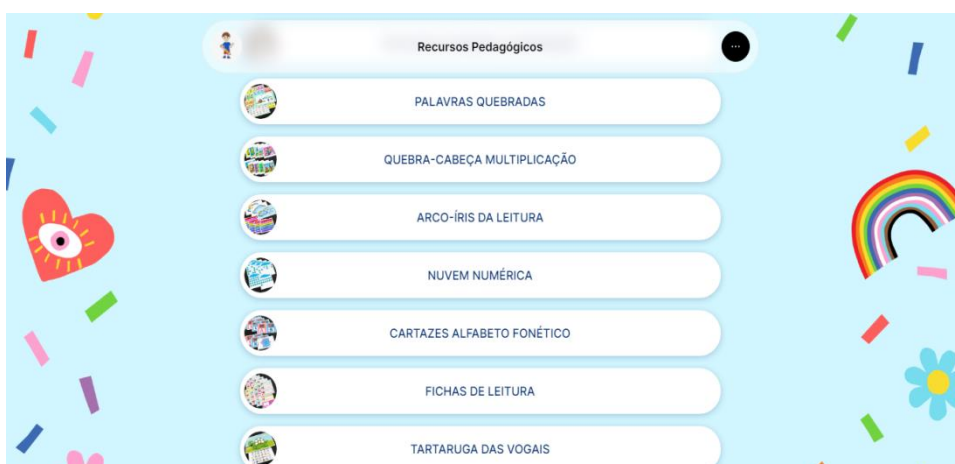 Recursos Pedagógicos
PALAVRAS QUEBRADAS
QUEBRA-CABEÇA MULTIPLICAÇÃO
ARCO-ÍRIS DA LEITURA
NUVEM NUMÉRICA
CARTAZES ALFABETO FONÉTICO
FICHAS DE LEITURA
TARTARUGA DAS VOGAIS